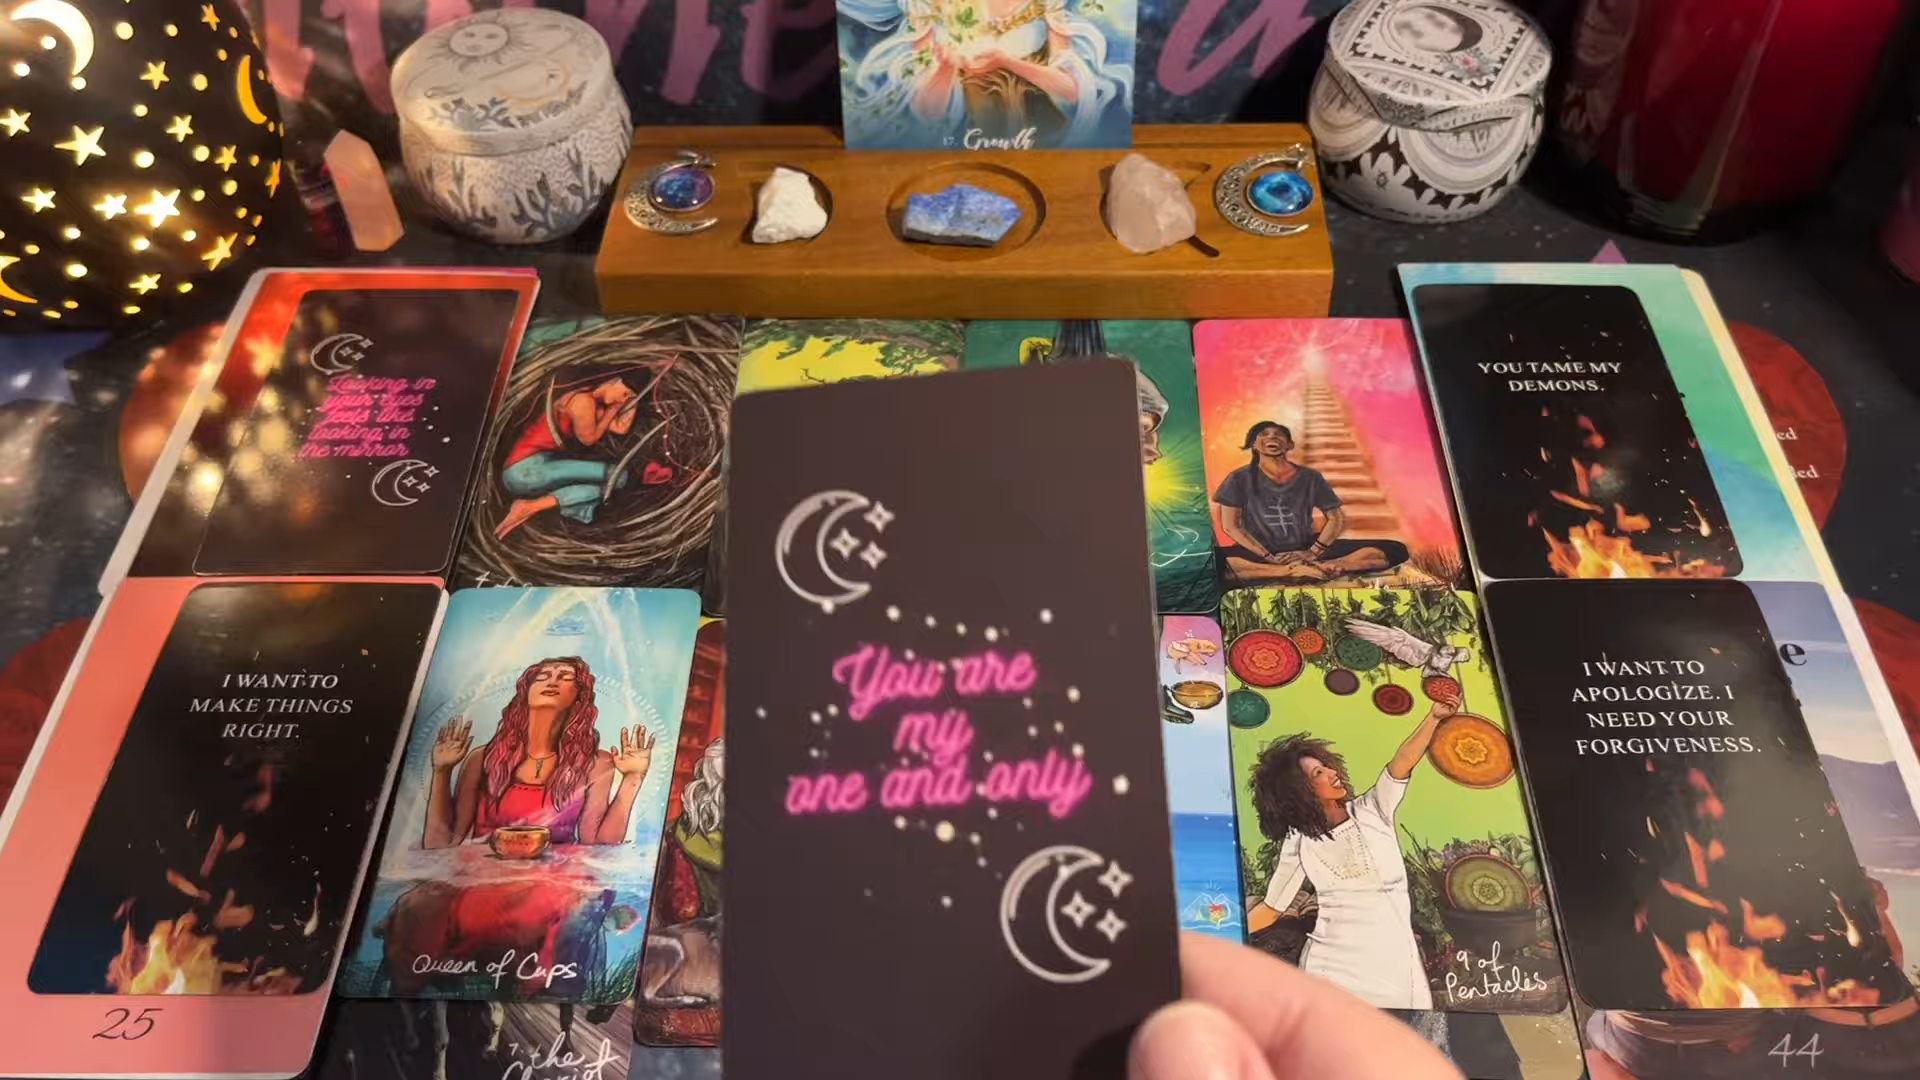 17. Growth
Looking in
your eyes
feels like
looking in
the mirror
YOU TAME MY
DEMONS.
You are
my
one and only
I WANT TO
MAKE THINGS
RIGHT.
I WANT TO
APOLOGIZE. I
NEED YOUR
FORGIVENESS.
Queen of Cups
9 of
Pentacles
25
7. the
Chariot
44